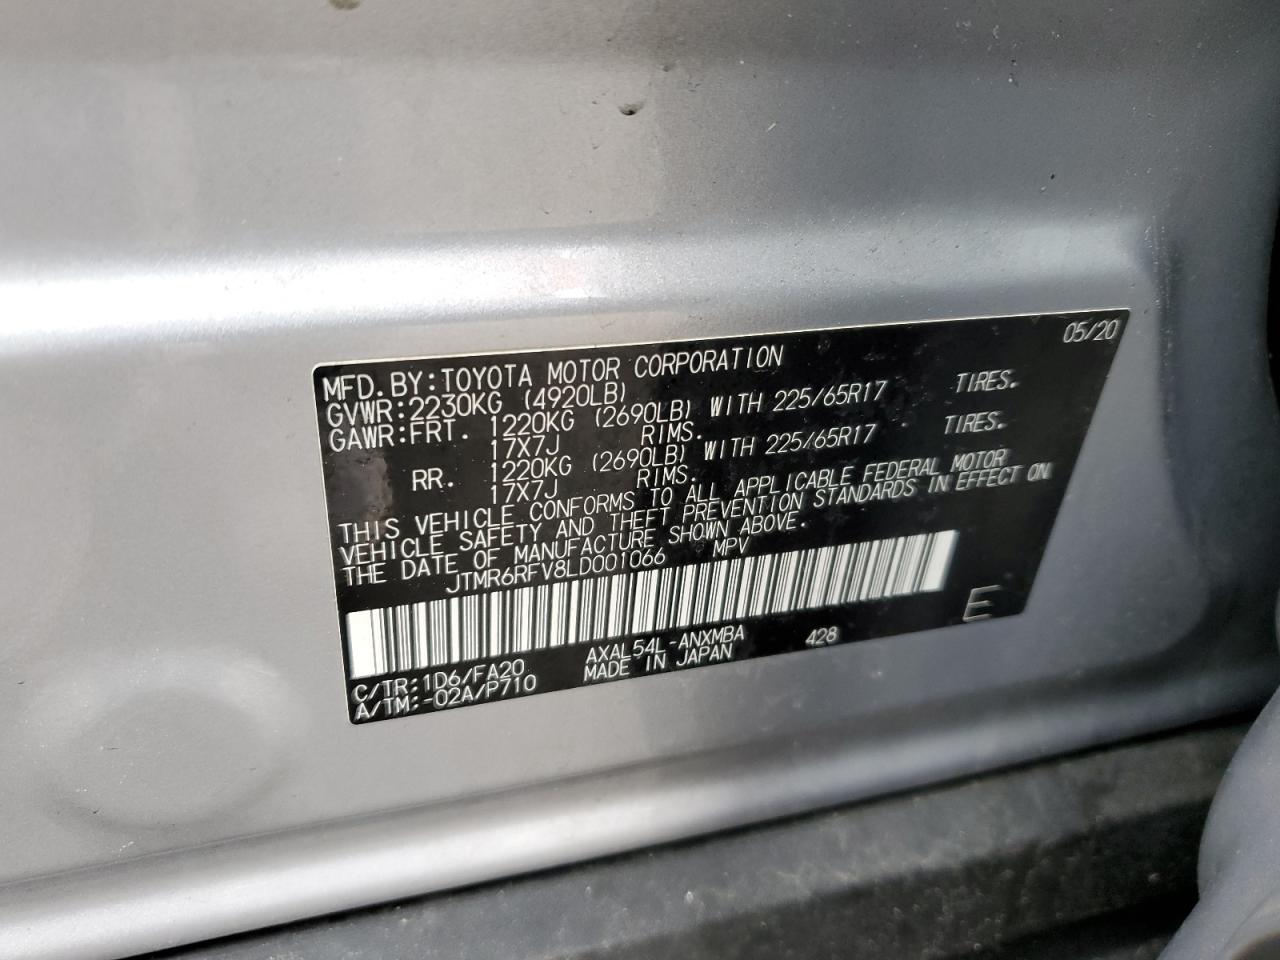 05/20
MFD.BY:TOYOTA MOTOR CORPORATION
GVWR:2230KG (4920LB)
GAWR:FRT. 1220KG (2690LB) WITH 225/65R17 TIRES.
17X7J RIMS.
RR. 1220KG (2690LB) WITH 225/65R17 TIRES.
17X7J RIMS.
THIS VEHICLE CONFORMS TO ALL APPLICABLE FEDERAL MOTOR
VEHICLE SAFETY AND THEFT PREVENTION STANDARDS IN EFFECT ON
THE DATE OF MANUFACTURE SHOWN ABOVE.
JTMR6RFV8LD001066 MPV
C/TR:1D6/FA20 AXAL54L-ANXMBA 428 E
A/TM:-02A/P710 MADE IN JAPAN